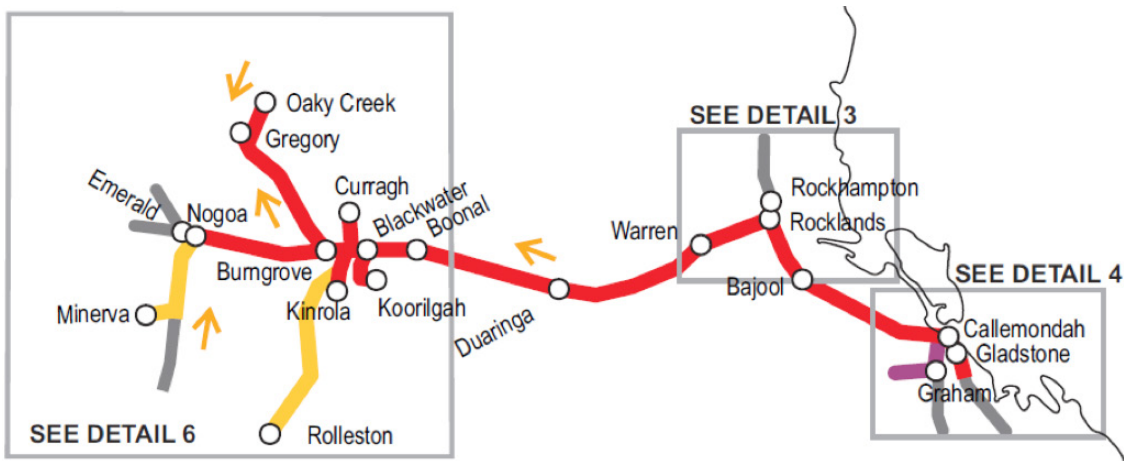 SEE DETAIL 3
Oaky Creek
Gregory
Emerald
Nogoa
Curragh
Blackwater
Boonal
Rockhampton
Rocklands
Warren
Burngrove
Kinrola
Koorilgah
Duaringa
Bajool
SEE DETAIL 4
Minerva
Callemondah
Gladstone
Graham
SEE DETAIL 6
Rolleston